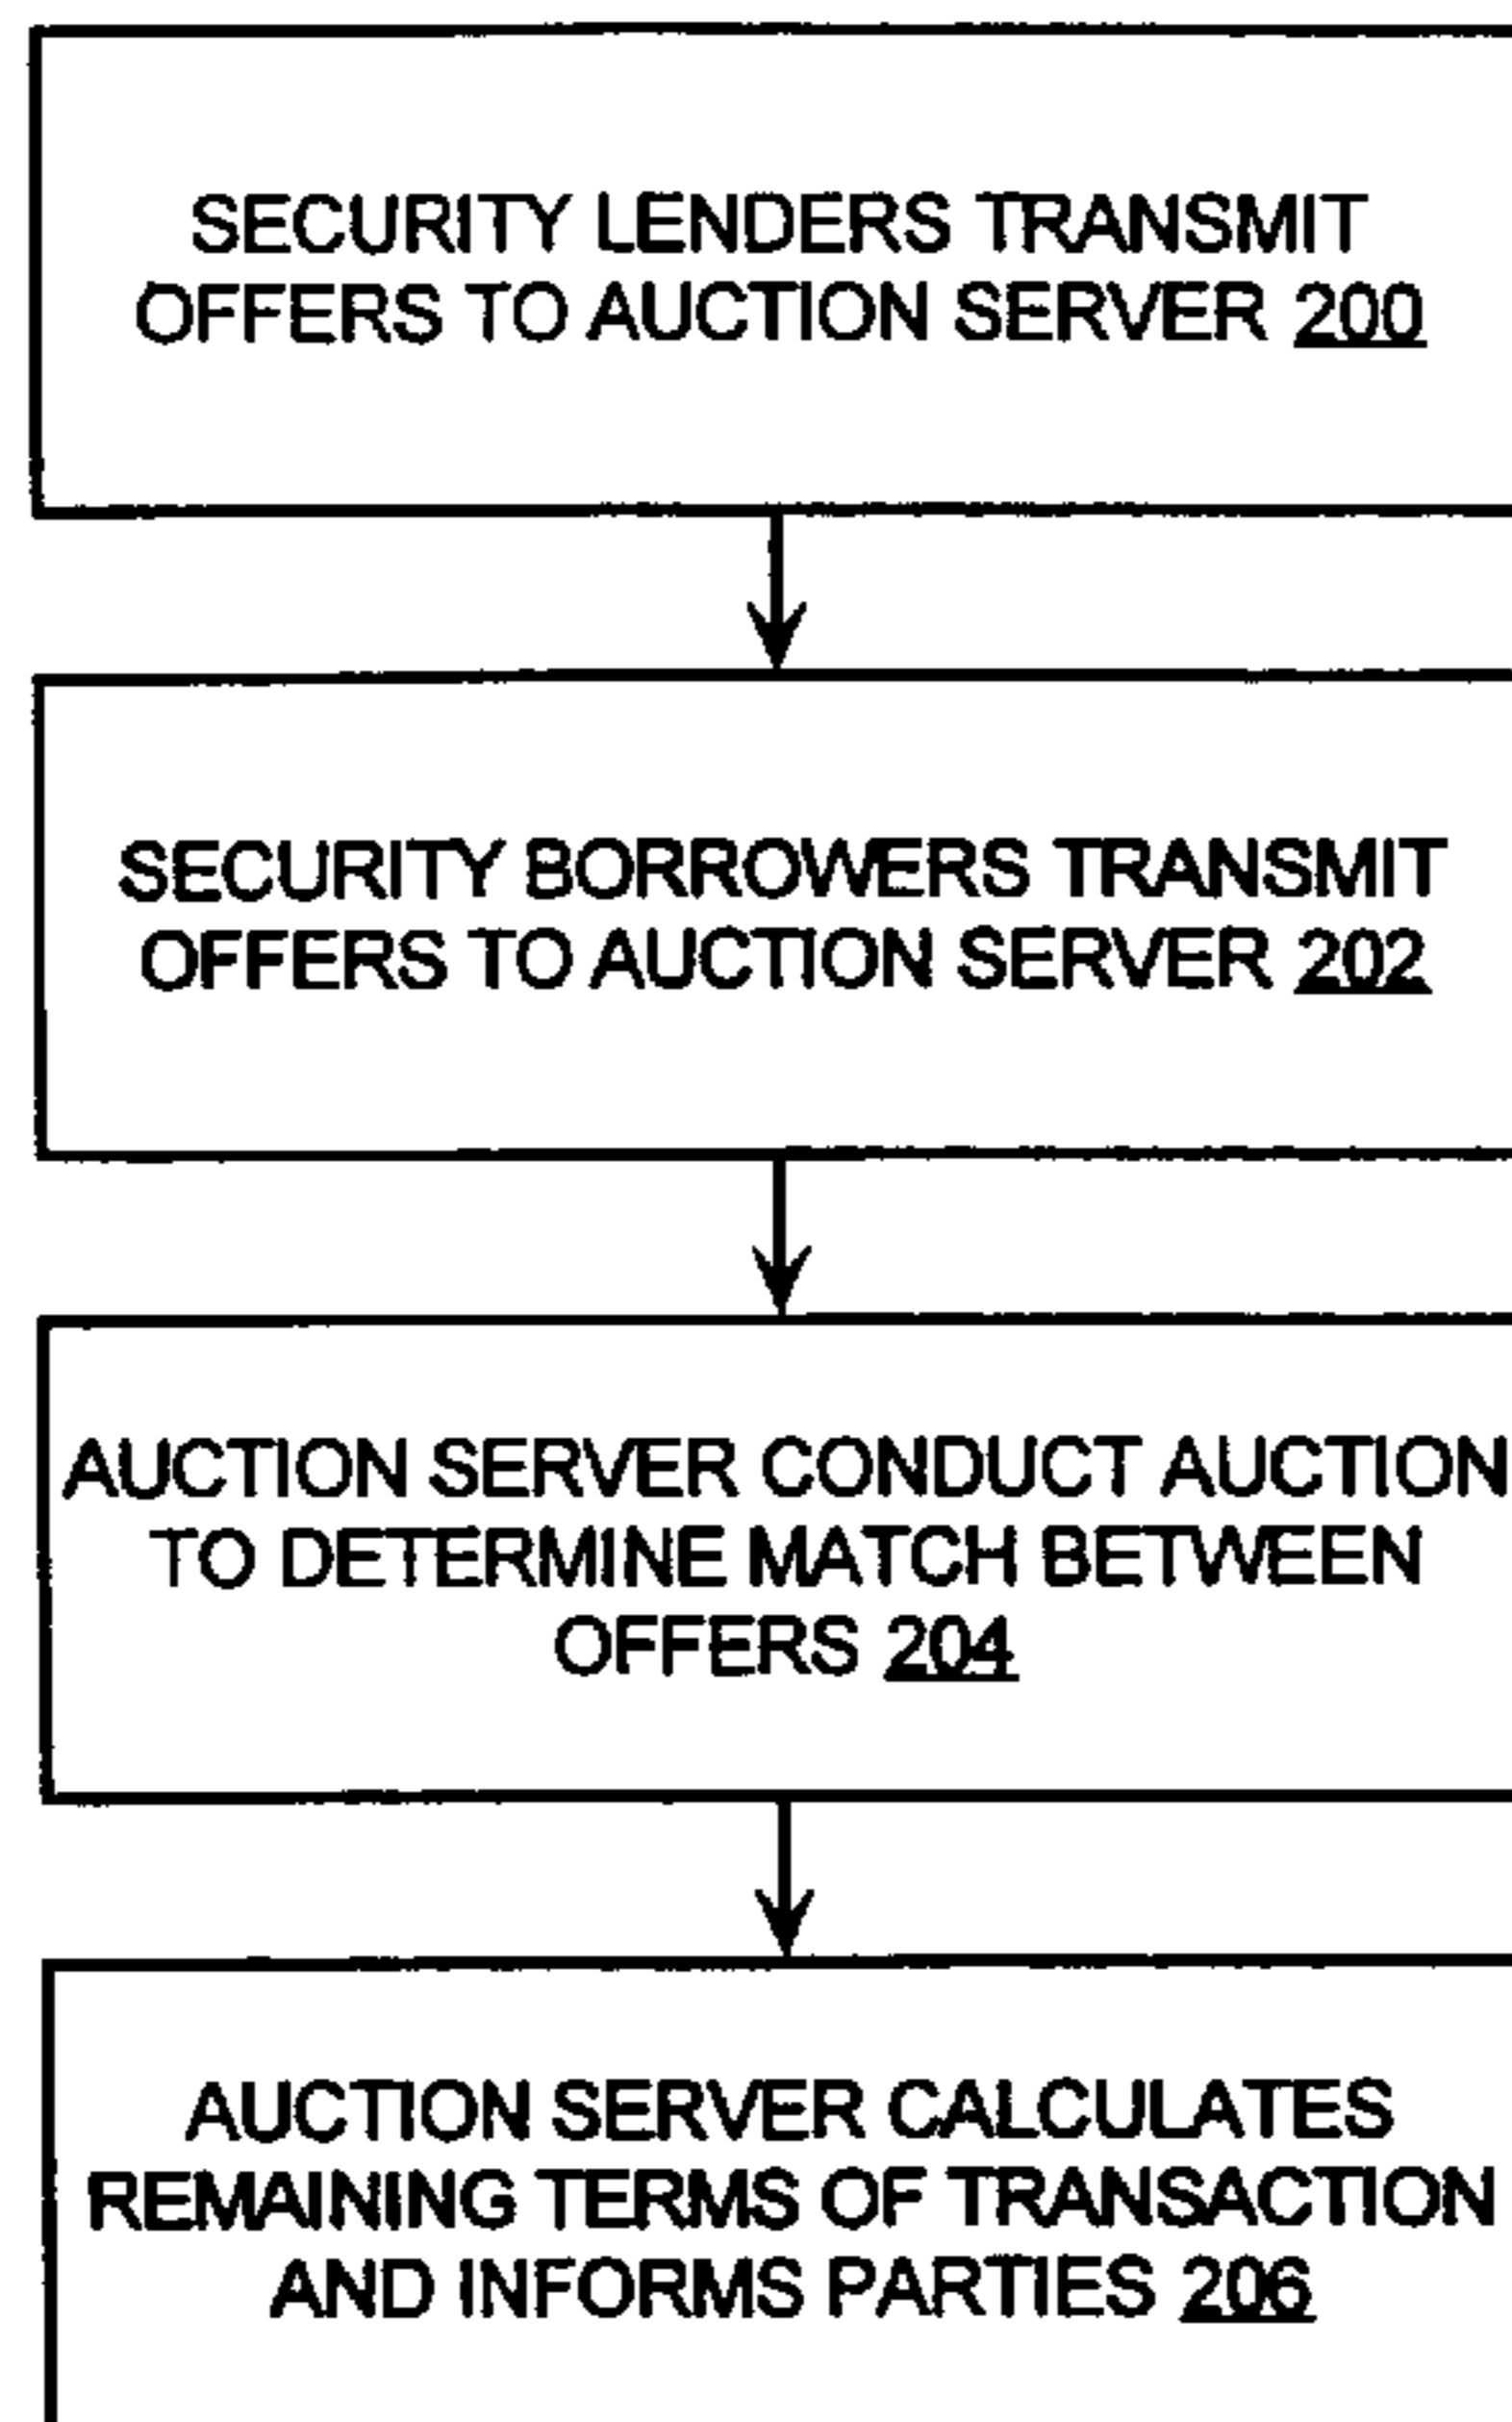 SECURITY LENDERS TRANSMIT
OFFERS TO AUCTION SERVER 200
SECURITY BORROWERS TRANSMIT
OFFERS TO AUCTION SERVER 202
AUCTION SERVER CONDUCT AUCTION
TO DETERMINE MATCH BETWEEN
OFFERS 204
AUCTION SERVER CALCULATES
REMAINING TERMS OF TRANSACTION
AND INFORMS PARTIES 206